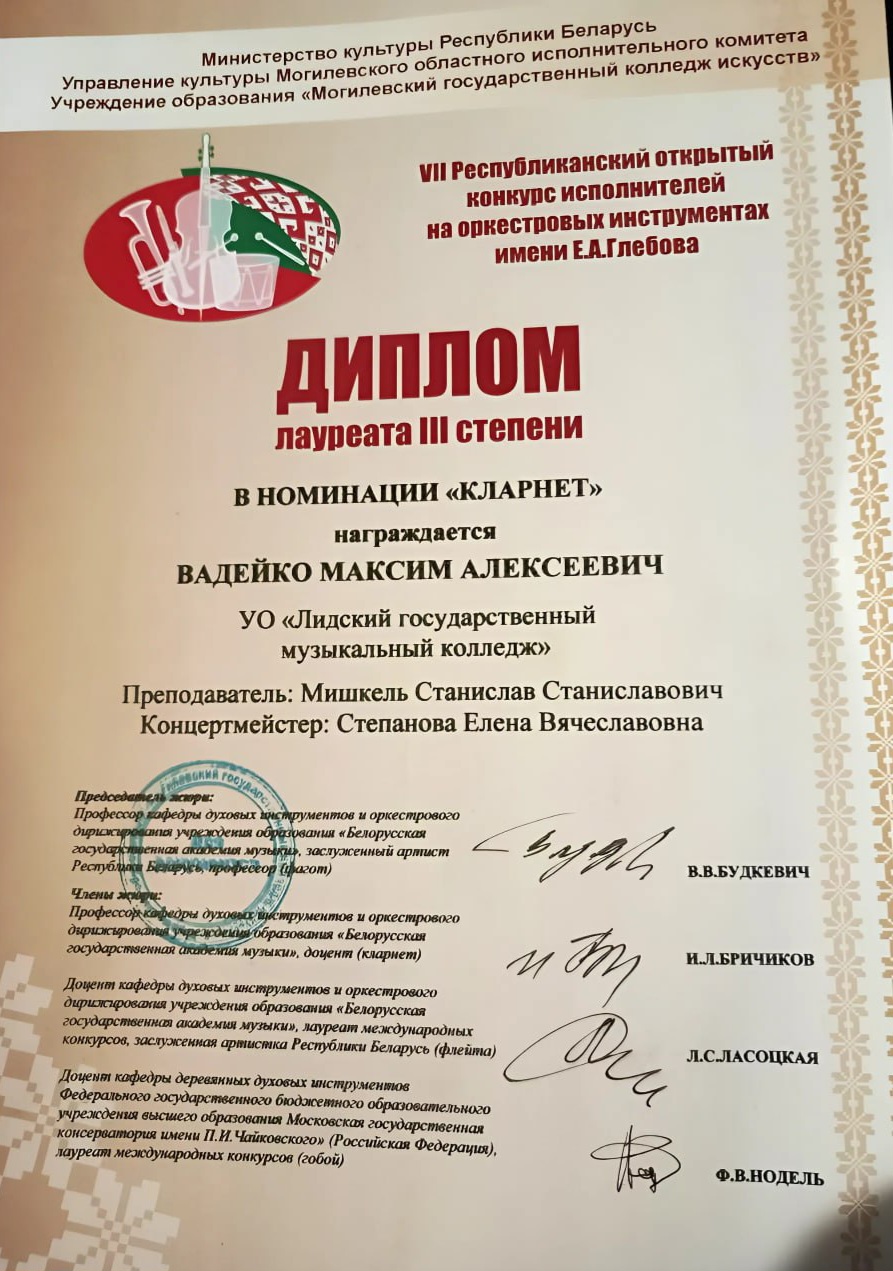 Министерство культуры Республики Беларусь
Управление культуры Могилевского областного исполнительного комитета
Учреждение образования «Могилевский государственный колледж искусств»
VII Республиканский открытый
конкурс исполнителей
на оркестровых инструментах
имени Е.А.Глебова
ДИПЛОМ
лауреата III степени
В НОМИНАЦИИ «КЛАРНЕТ»
награждается
ВАДЕЙКО МАКСИМ АЛЕКСЕЕВИЧ
УО «Лидский государственный
музыкальный колледж»
Преподаватель: Мишкель Станислав Станиславович
Концертмейстер: Степанова Елена Вячеславовна
Председатель жюри:
Профессор кафедры духовых инструментов и оркестрового
дирижирования учреждения образования «Белорусская
государственная академия музыки», заслуженный артист
Республики Беларусь, профессор (фагот)
В.В.БУДКЕВИЧ
Члены жюри:
Профессор кафедры духовых инструментов и оркестрового
дирижирования учреждения образования «Белорусская
государственная академия музыки», доцент (кларнет)
И.Л.БРИЧИКОВ
Доцент кафедры духовых инструментов и оркестрового
дирижирования учреждения образования «Белорусская
государственная академия музыки», лауреат международных
конкурсов, заслуженная артистка Республики Беларусь (флейта)
Л.С.ЛАСОЦКАЯ
Доцент кафедры деревянных духовых инструментов
Федерального государственного бюджетного образовательного
учреждения высшего образования Московская государственная
консерватория имени П.И.Чайковского» (Российская Федерация),
лауреат международных конкурсов (гобой)
Ф.В.НОДЕЛЬ